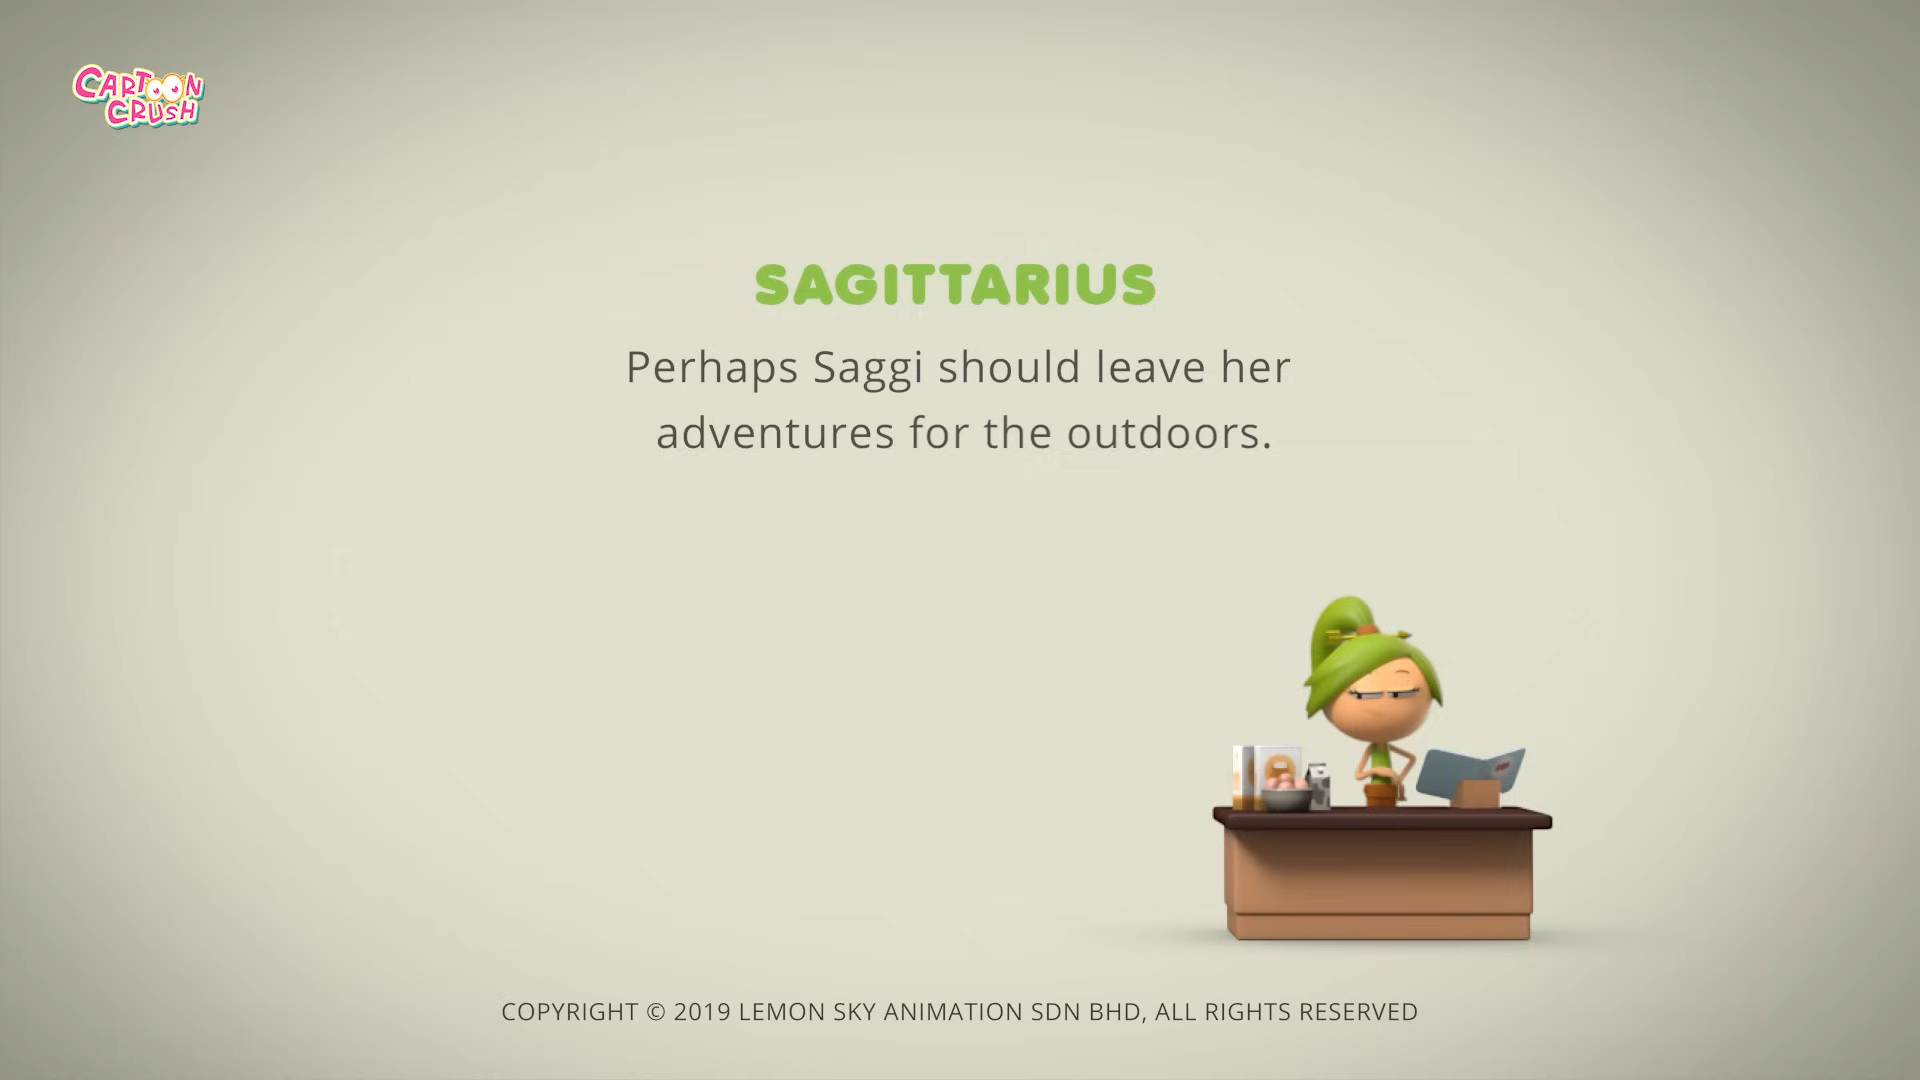 CARTOON
CRUSH
SAGITTARIUS
Perhaps Saggi should leave her
adventures for the outdoors.
COPYRIGHT © 2019 LEMON SKY ANIMATION SDN BHD, ALL RIGHTS RESERVED